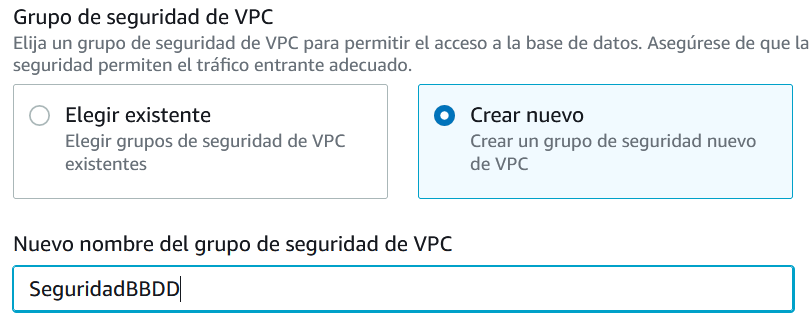 Grupo de seguridad de VPC
Elija un grupo de seguridad de VPC para permitir el acceso a la base de datos. Asegúrese de que la
seguridad permiten el tráfico entrante adecuado.
Elegir existente
Elegir grupos de seguridad de VPC
existentes
Crear nuevo
Crear un grupo de seguridad nuevo
de VPC
Nuevo nombre del grupo de seguridad de VPC
SeguridadBBDD